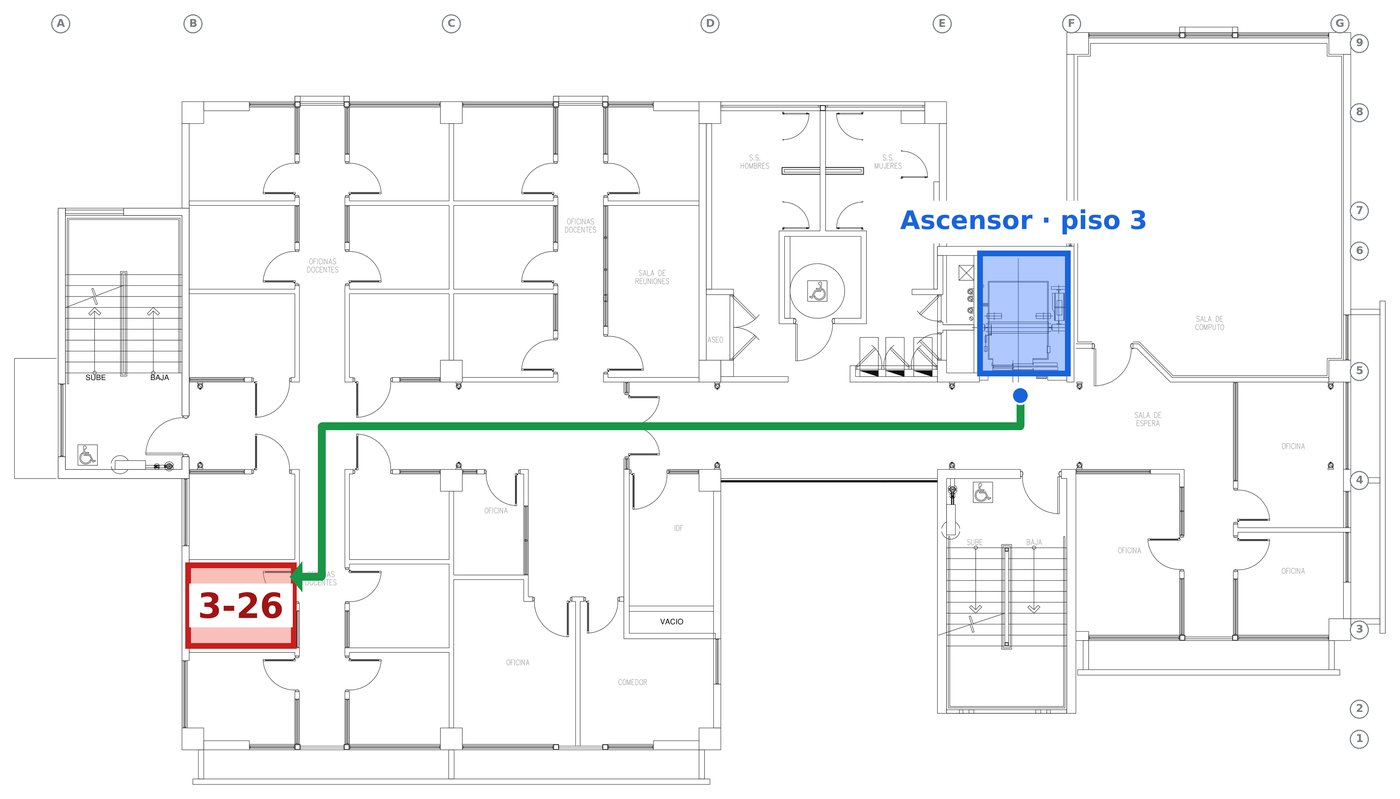 A
B
C
D
E
F
G
9
8
S.S.
HOMBRES
S.S.
MUJERES
7
Ascensor · piso 3
OFICINAS
DOCENTES
6
OFICINAS
DOCENTES
SALA DE
REUNIONES
SALA DE
COMPUTO
ASEO
5
SUBE
BAJA
SALA DE
ESPERA
OFICINA
4
OFICINA
IDF
SUBE
BAJA
OFICINA
OFICINA
DOCENTES
3-26
VACIO
3
OFICINA
COMEDOR
2
1